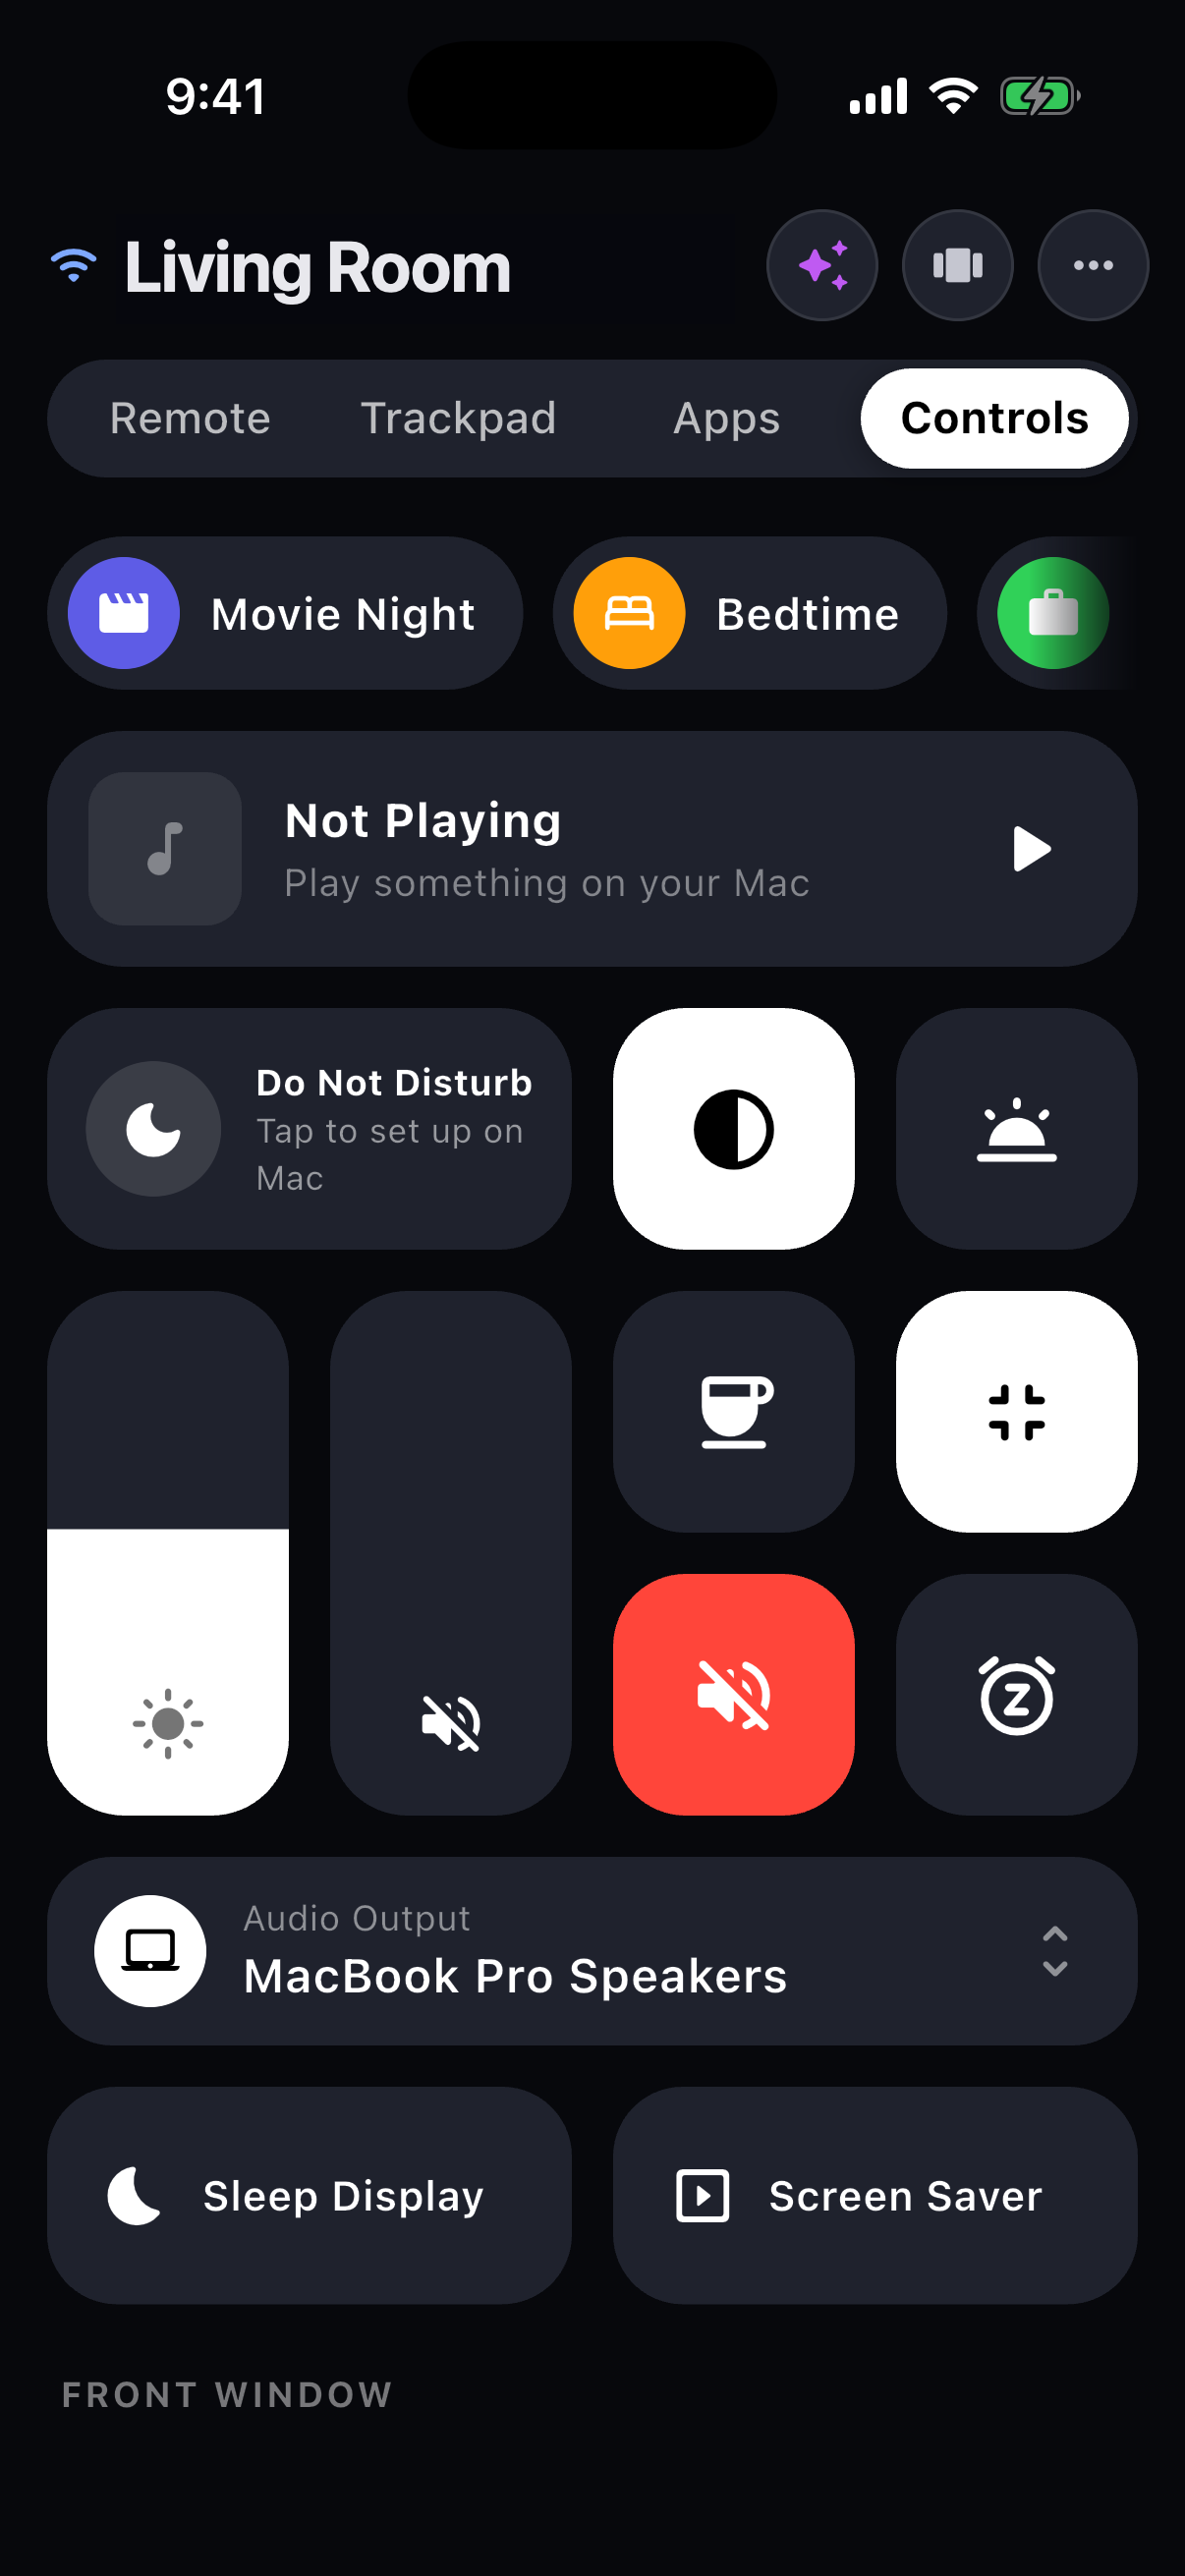 9:41
Living Room
Remote
Trackpad
Apps
Controls
Movie Night
Bedtime
Not Playing
Play something on your Mac
Do Not Disturb
Tap to set up on
Mac
Audio Output
MacBook Pro Speakers
Sleep Display
Screen Saver
FRONT WINDOW